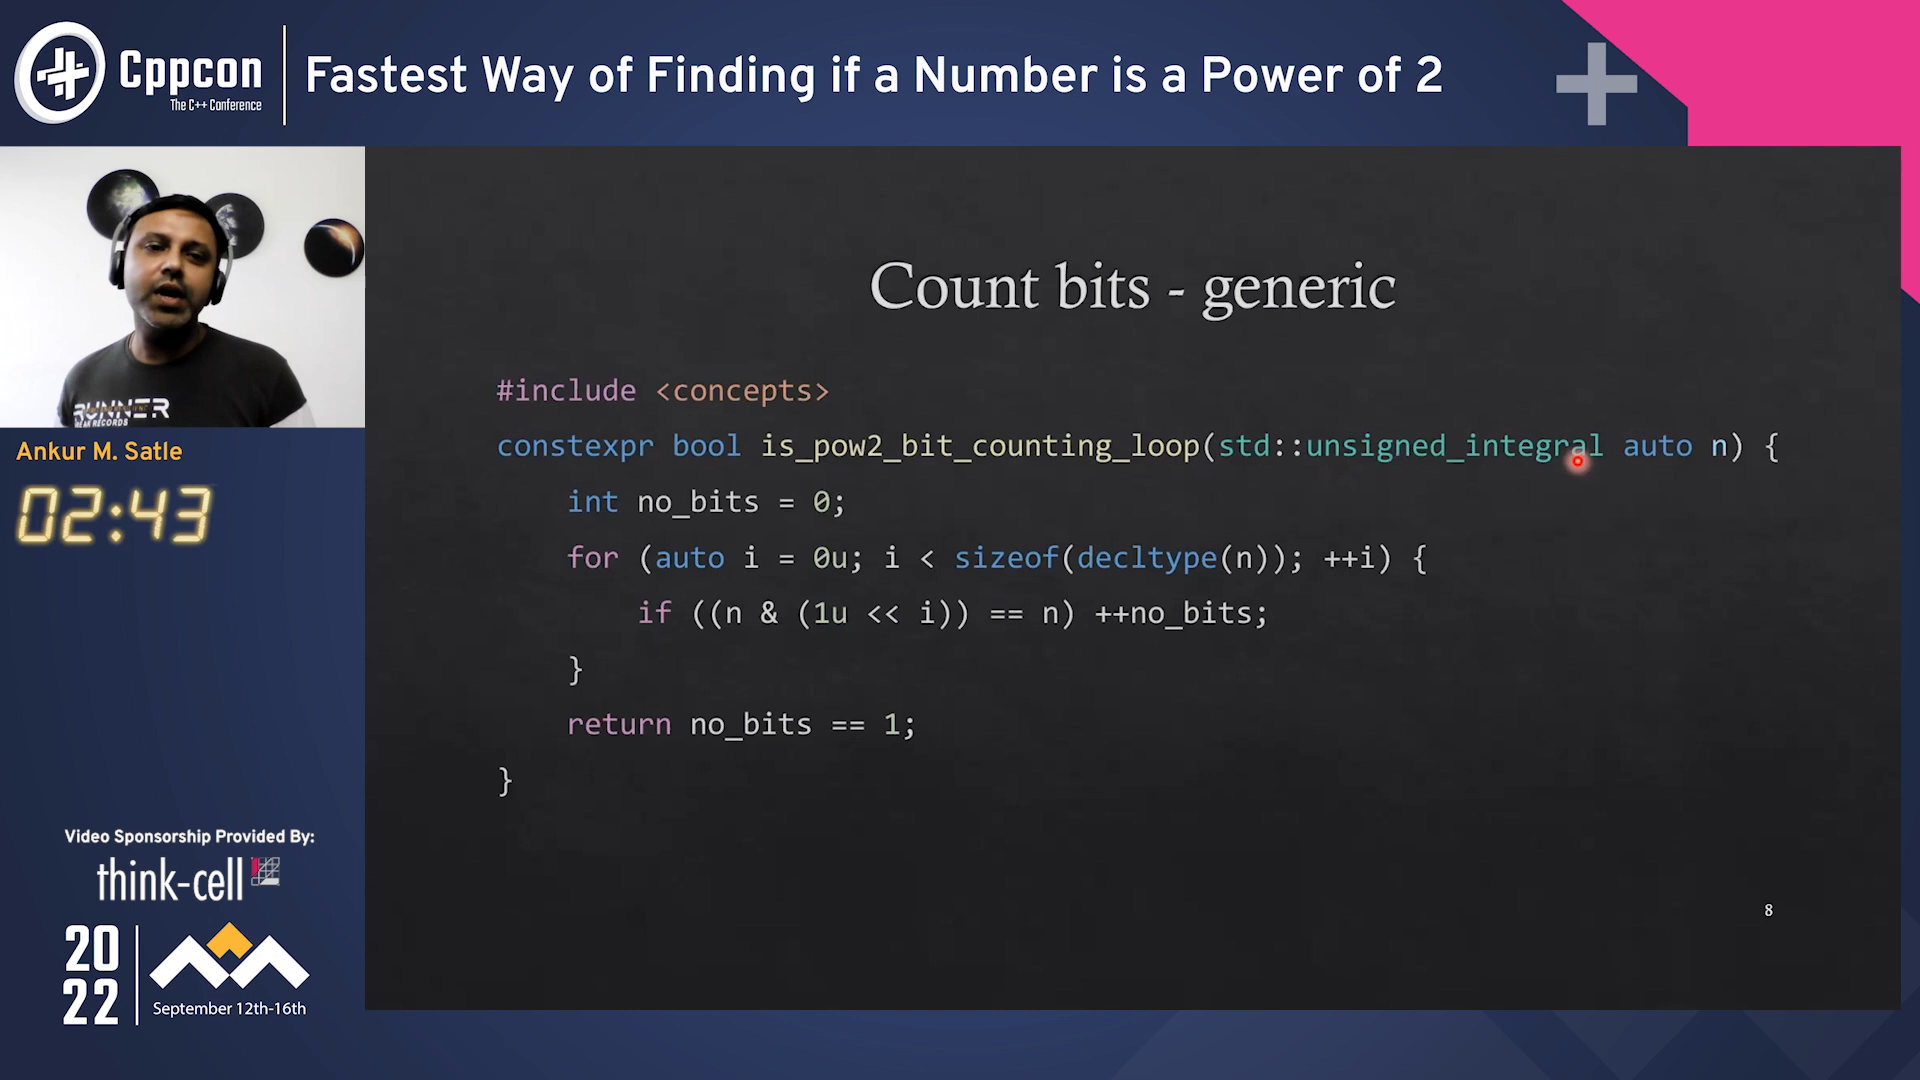 Cppcon
The C++ Conference
Fastest Way of Finding if a Number is a Power of 2
RUNNER
Ankur M. Satle
02:43
Count bits - generic
#include <concepts>
constexpr bool is_pow2_bit_counting_loop(std::unsigned_integral auto n) {
int no_bits = 0;
for (auto i = 0u; i < sizeof(decltype(n)); ++i) {
if ((n & (1u << i)) == n) ++no_bits;
}
return no_bits == 1;
}
8
Video Sponsorship Provided By:
think-cell
20
22
September 12th-16th